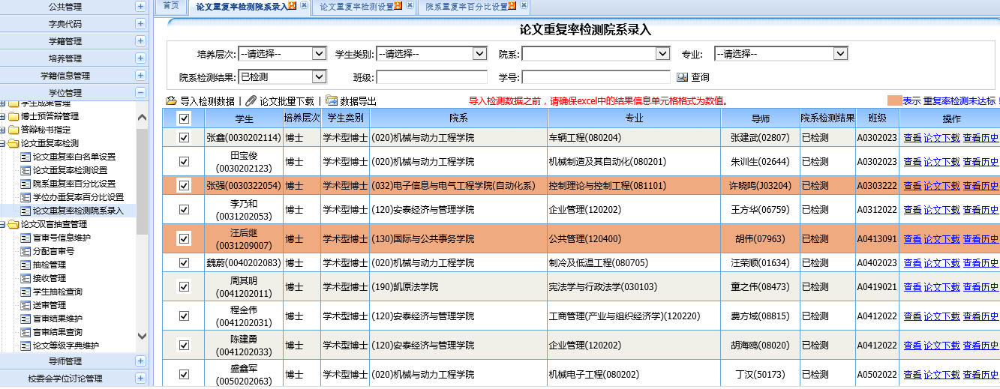 公共管理
字典代码
学籍管理
培养管理
学籍信息管理
学位管理
学生成果管理
博士预答辩管理
答辩秘书指定
论文重复率检测
论文重复率白名单设置
论文重复率检测设置
院系重复率百分比设置
学位办重复率百分比设置
论文重复率检测院系录入
论文双盲抽查管理
盲审号信息维护
分配盲审号
抽检管理
接收管理
学生抽检查询
送审管理
盲审结果维护
盲审结果查询
论文等级字典维护
导师管理
校委会学位讨论管理
首页 论文重复率检测院系录入 论文重复率检测设置 院系重复率百分比设置
论文重复率检测院系录入
培养层次: --请选择-- 学生类别: --请选择-- 院系: 专业: --请选择--
院系检测结果: 已检测 班级: 学号: 查询
导入检测数据 | 论文批量下载 | 数据导出 导入检测数据之前，请确保excel中的结果信息单元格格式为数值。 表示 重复率检测未达标！
学生 培养层次 学生类别 院系 专业 导师 院系检测结果 班级 操作
张鑫(0030202114) 博士 学术型博士 (020)机械与动力工程学院 车辆工程(080204) 张建武(02807) 已检测 A0302023 查看 论文下载 查看历史
田宝俊
(0030202123) 博士 学术型博士 (020)机械与动力工程学院 机械制造及其自动化(080201) 朱训生(02644) 已检测 A0302023 查看 论文下载 查看历史
张强(0030322054) 博士 学术型博士 (032)电子信息与电气工程学院(自动化系) 控制理论与控制工程(081101) 许晓鸣(J03204) 已检测 A0303222 查看 论文下载 查看历史
李乃和
(0031202053) 博士 学术型博士 (120)安泰经济与管理学院 企业管理(120202) 王方华(06759) 已检测 A0312022 查看 论文下载 查看历史
汪后继
(0031209007) 博士 学术型博士 (130)国际与公共事务学院 公共管理(120400) 胡伟(07963) 已检测 A0413091 查看 论文下载 查看历史
魏蔚(0040202083) 博士 学术型博士 (020)机械与动力工程学院 制冷及低温工程(080705) 汪荣顺(01634) 已检测 A0402023 查看 论文下载 查看历史
周其明
(0041202011) 博士 学术型博士 (190)凯原法学院 宪法学与行政法学(030103) 童之伟(08473) 已检测 A0419021 查看 论文下载 查看历史
程金伟
(0041202031) 博士 学术型博士 (120)安泰经济与管理学院 工商管理(产业与组织经济学)(120220) 费方域(08815) 已检测 A0412022 查看 论文下载 查看历史
陈建勇
(0041202033) 博士 学术型博士 (120)安泰经济与管理学院 企业管理(120202) 胡海鸥(08020) 已检测 A0412022 查看 论文下载 查看历史
盛鑫军
(0050202063) 博士 学术型博士 (020)机械与动力工程学院 机械电子工程(080202) 丁汉(50173) 已检测 A0502022 查看 论文下载 查看历史